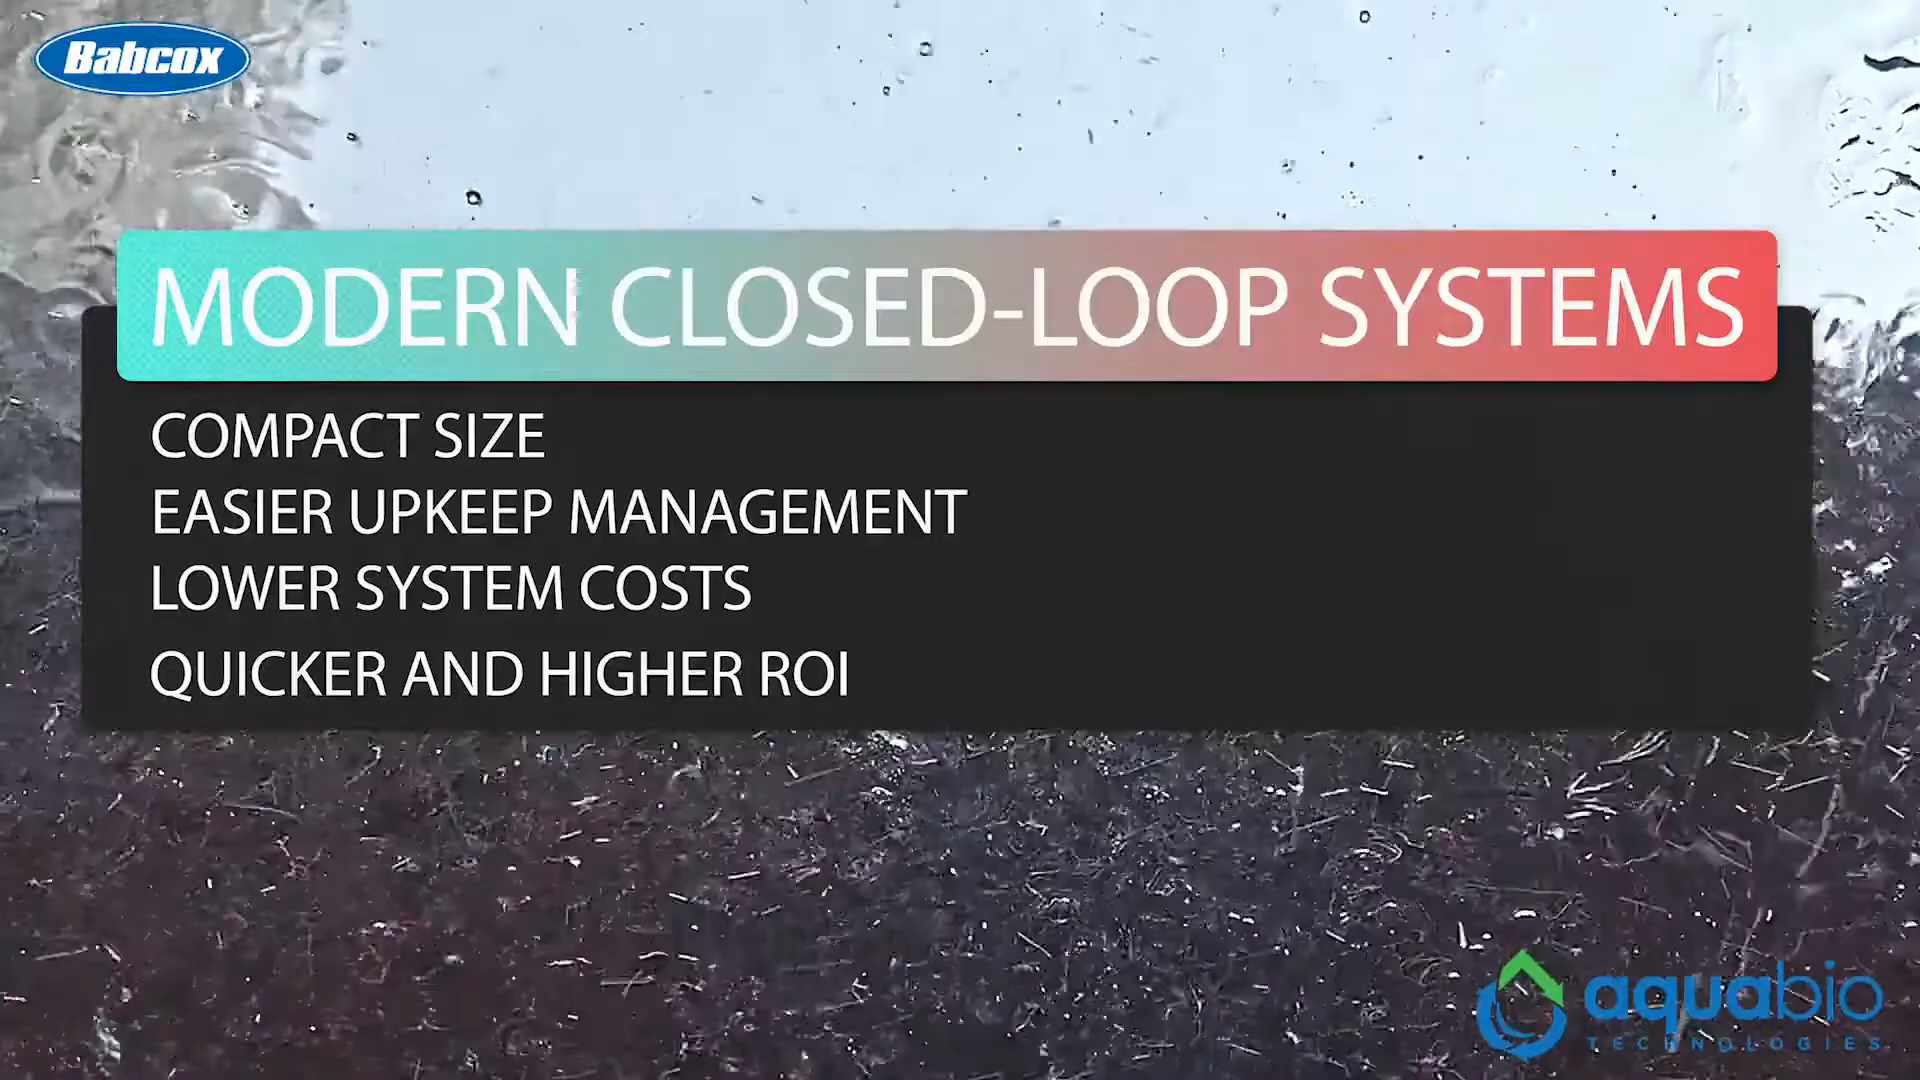 Babcox
MODERN CLOSED-LOOP SYSTEMS
COMPACT SIZE
EASIER UPKEEP MANAGEMENT
LOWER SYSTEM COSTS
QUICKER AND HIGHER ROI
aquabio
TECHNOLOGIES